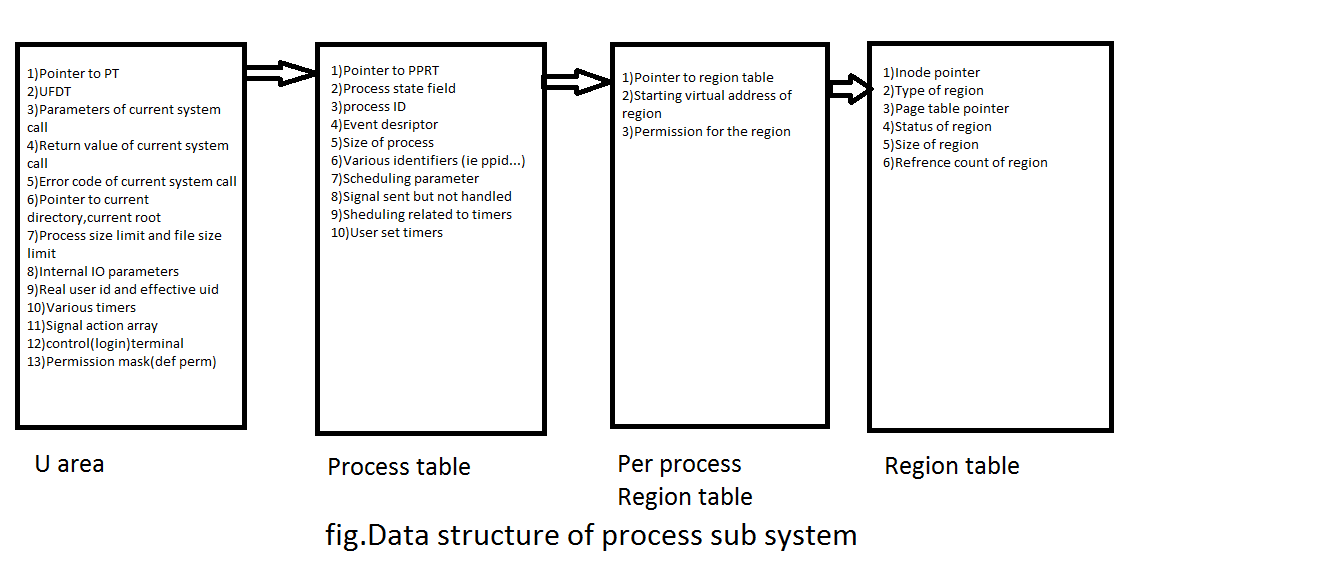 1)Pointer to PT
2)UFDT
3)Parameters of current system
call
4)Return value of current system
call
5)Error code of current system call
6)Pointer to current
directory,current root
7)Process size limit and file size
limit
8)Internal IO parameters
9)Real user id and effective uid
10)Various timers
11)Signal action array
12)control(login)terminal
13)Permission mask(def perm)
U area
1)Pointer to PPRT
2)Process state field
3)process ID
4)Event desriptor
5)Size of process
6)Various identifiers (ie ppid...)
7)Scheduling parameter
8)Signal sent but not handled
9)Sheduling related to timers
10)User set timers
Process table
1)Pointer to region table
2)Starting virtual address of
region
3)Permission for the region
Per process
Region table
1)Inode pointer
2)Type of region
3)Page table pointer
4)Status of region
5)Size of region
6)Refrence count of region
Region table
fig.Data structure of process sub system